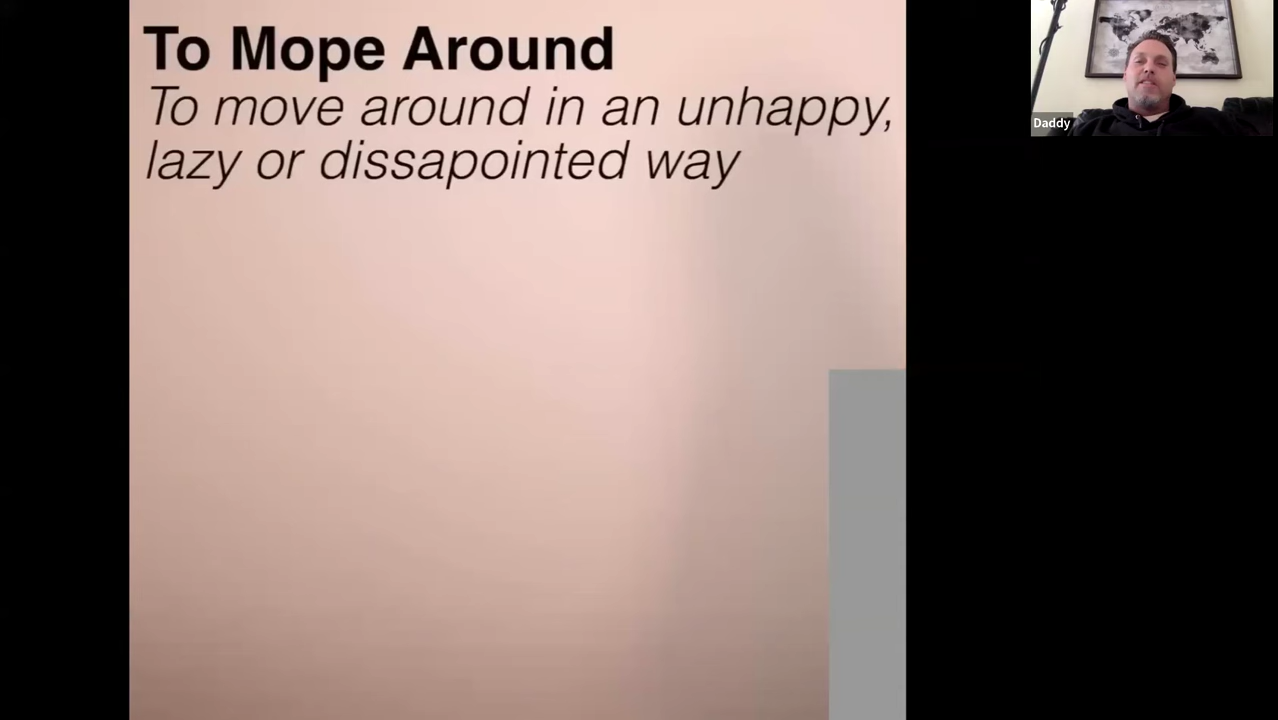 To Mope Around
To move around in an unhappy,
lazy or dissapointed way
Daddy